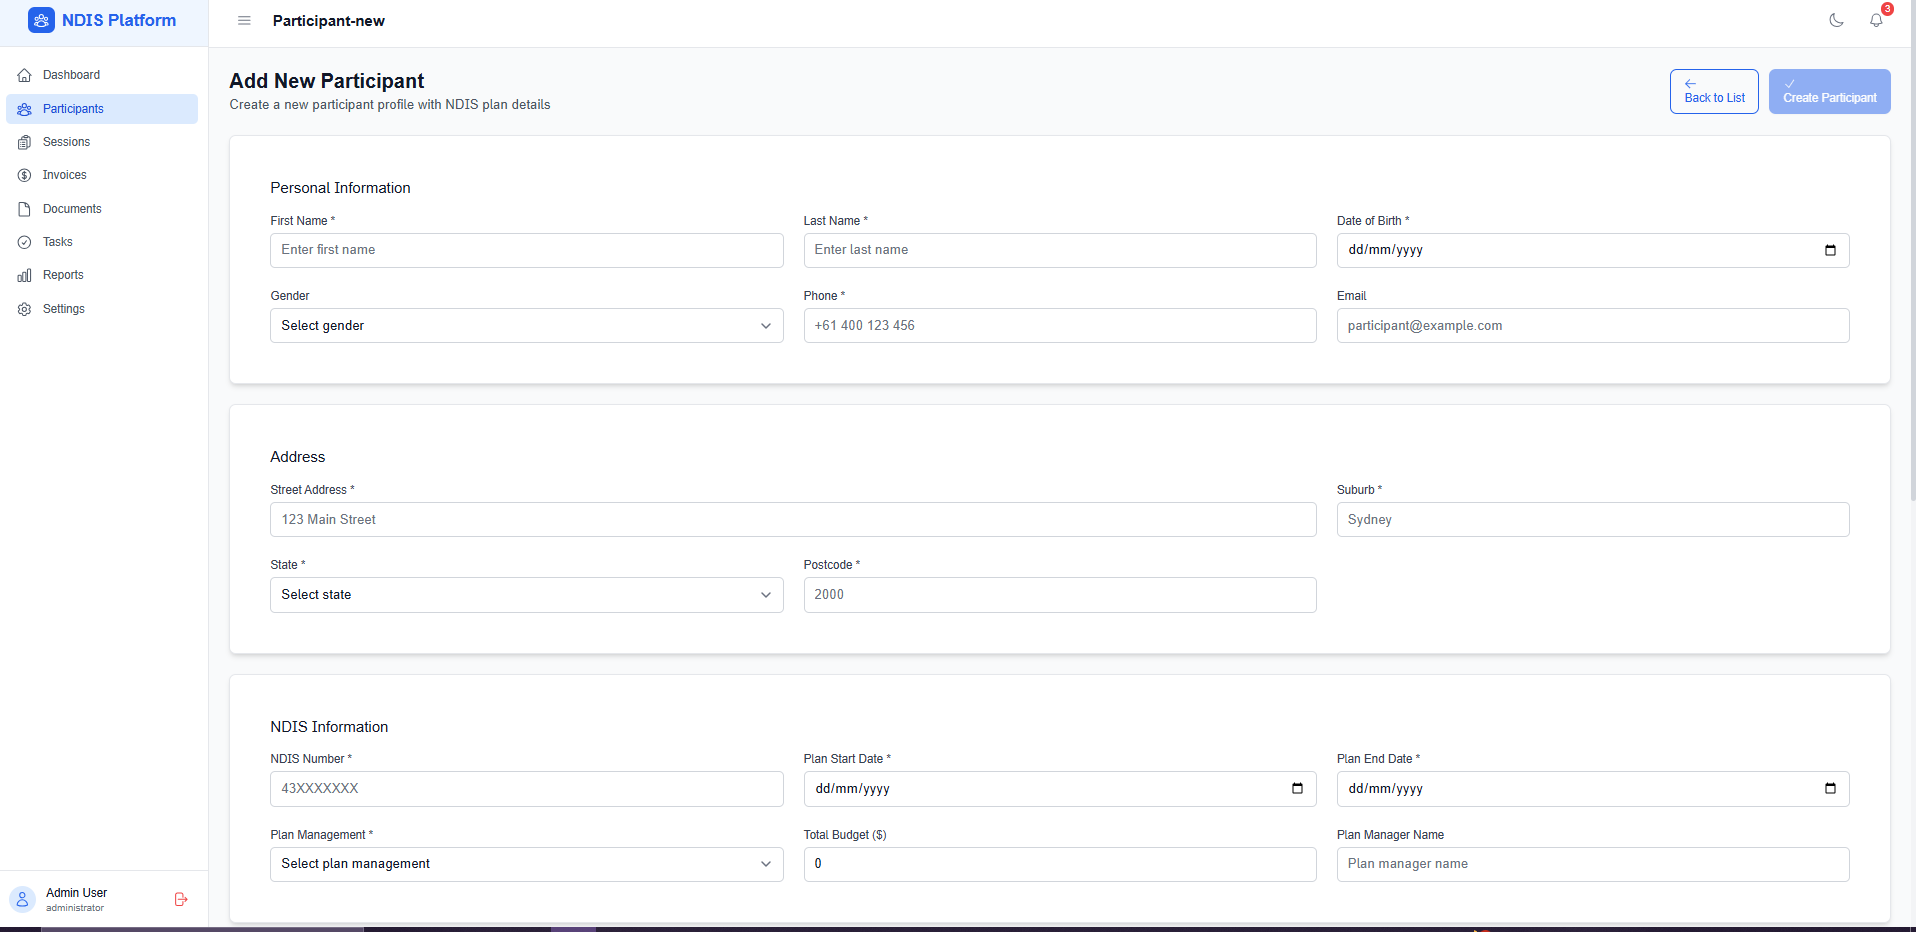 NDIS Platform
Participant-new
3
Dashboard
Participants
Sessions
Invoices
Documents
Tasks
Reports
Settings
Admin User
administrator
Add New Participant
Create a new participant profile with NDIS plan details
Back to List
Create Participant
Personal Information
First Name *
Last Name *
Date of Birth *
Enter first name
Enter last name
dd/mm/yyyy
Gender
Phone *
Email
Select gender
+61 400 123 456
participant@example.com
Address
Street Address *
Suburb *
123 Main Street
Sydney
State *
Postcode *
Select state
2000
NDIS Information
NDIS Number *
Plan Start Date *
Plan End Date *
43XXXXXXX
dd/mm/yyyy
dd/mm/yyyy
Plan Management *
Total Budget ($)
Plan Manager Name
Select plan management
0
Plan manager name